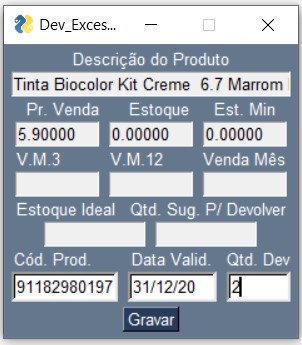 Dev_Exces...
Descrição do Produto
Tinta Biocolor Kit Creme 6.7 Marrom
Pr. Venda Estoque Est. Min
5.90000 0.00000 0.00000
V.M.3 V.M.12 Venda Mês
Estoque Ideal Qtd. Sug. P/ Devolver
Cód. Prod. Data Valid. Qtd. Dev
91182980197 31/12/20 2
Gravar